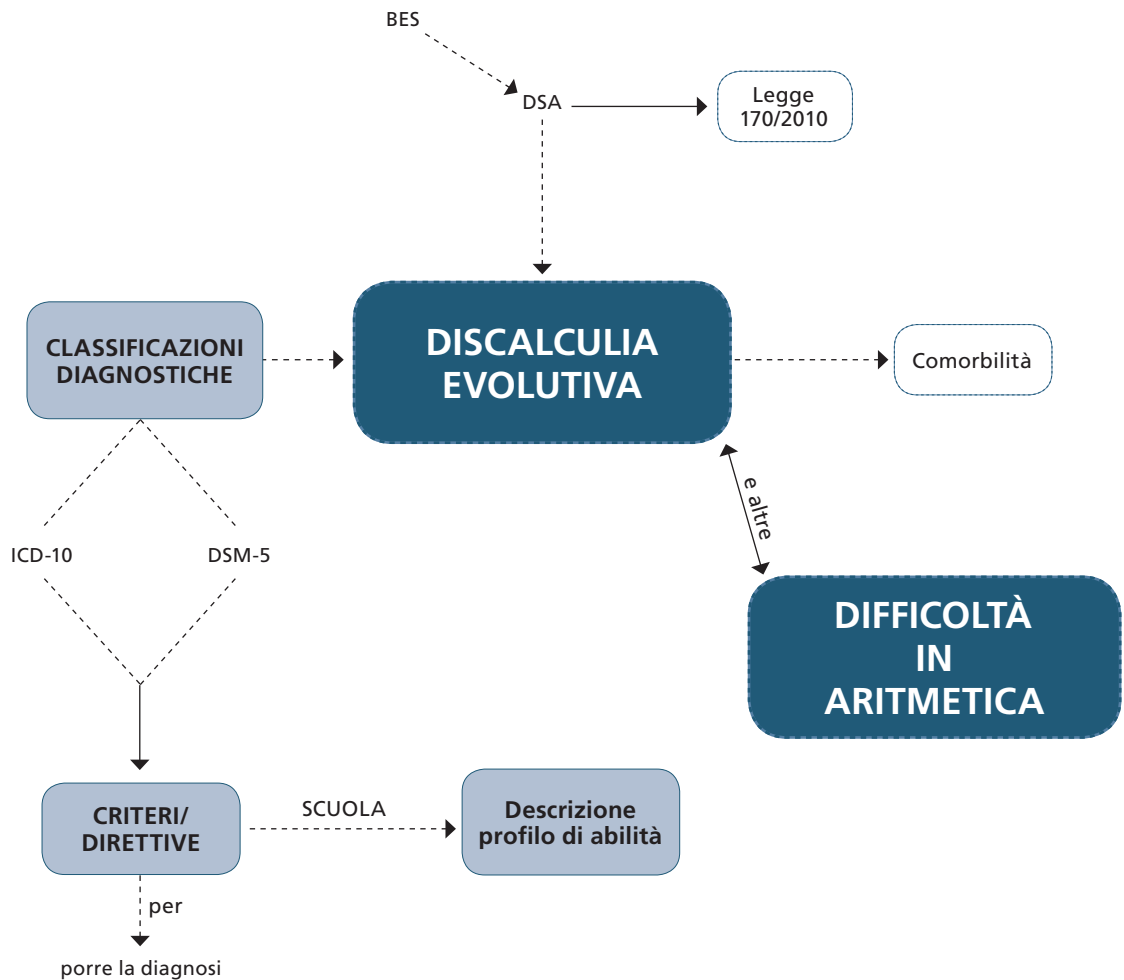 BES
DSA
Legge
170/2010
CLASSIFICAZIONI
DIAGNOSTICHE
DISCALCULIA
EVOLUTIVA
Comorbilità
e altre
ICD-10
DSM-5
DIFFICOLTÀ
IN
ARITMETICA
CRITERI/
DIRETTIVE
SCUOLA
Descrizione
profilo di abilità
per
porre la diagnosi